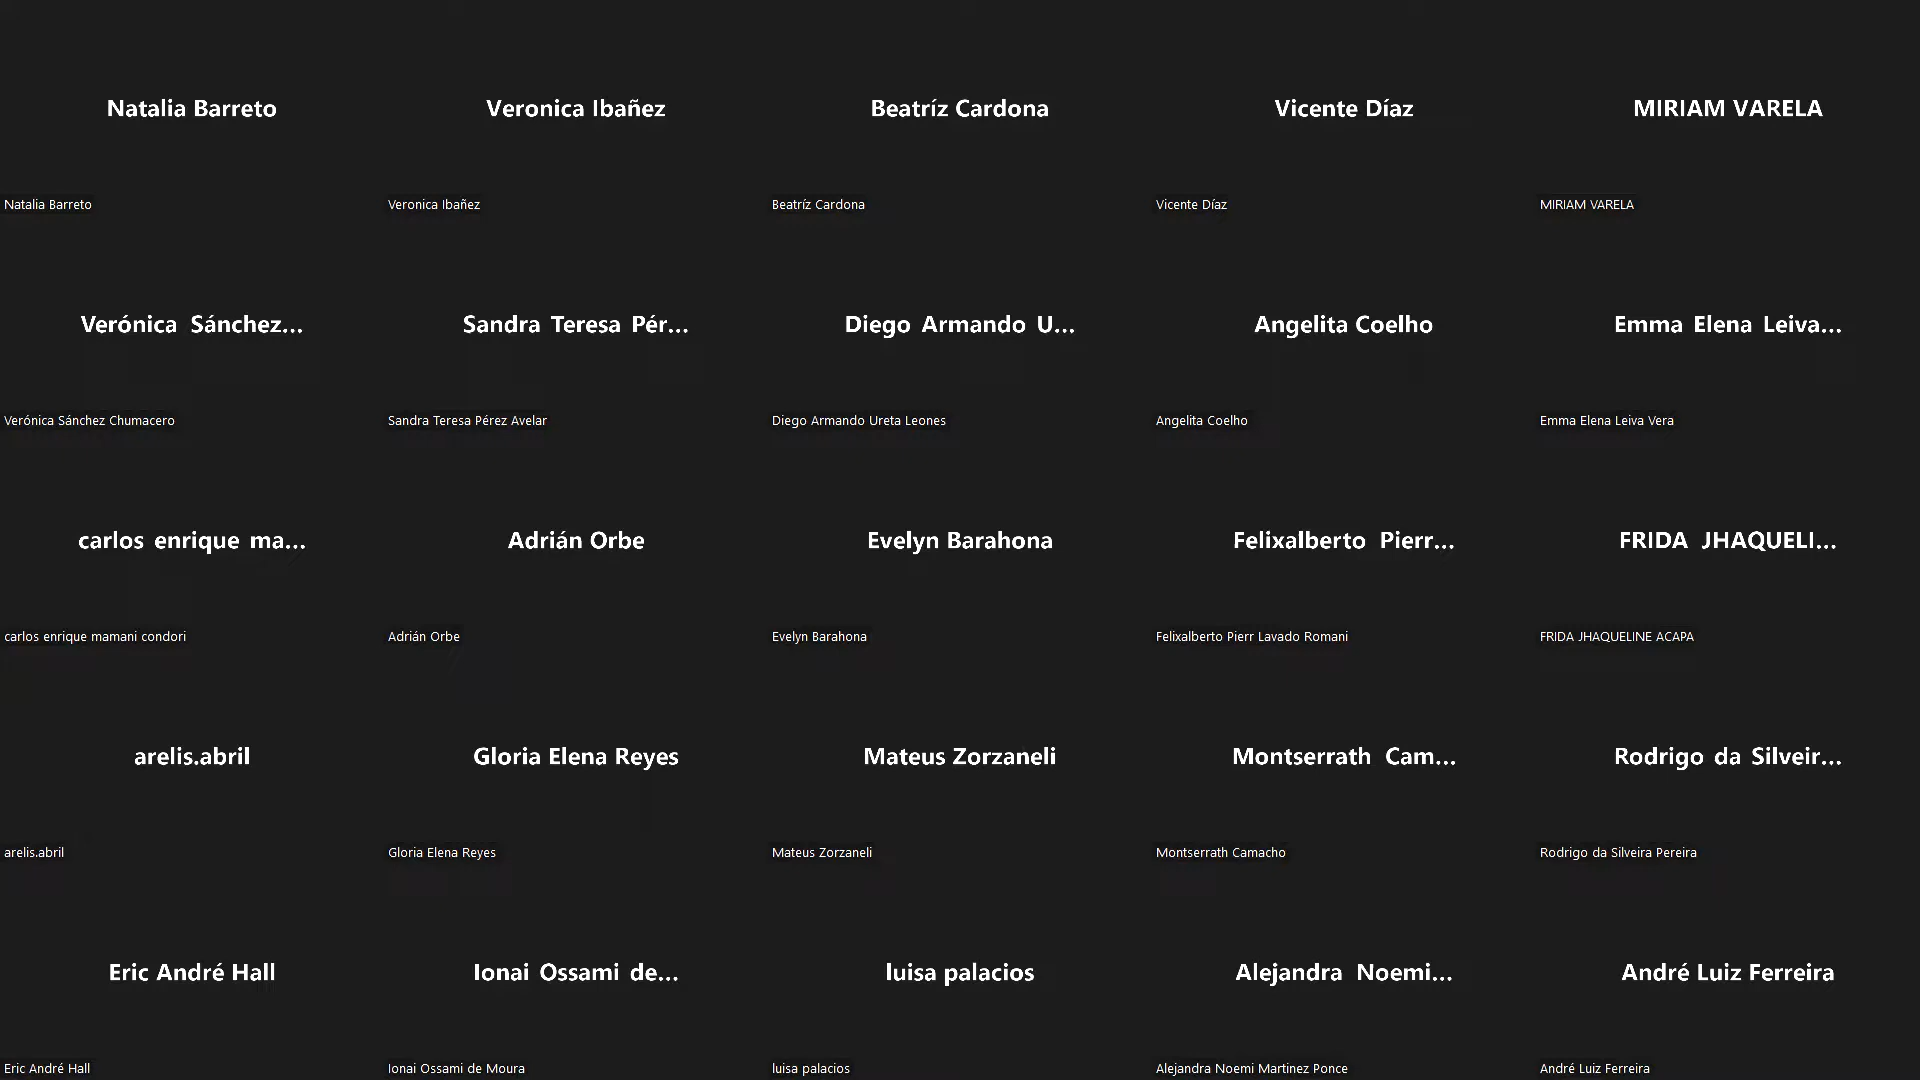 Natalia Barreto
Veronica Ibañez
Beatríz Cardona
Vicente Díaz
MIRIAM VARELA
Natalia Barreto
Veronica Ibañez
Beatríz Cardona
Vicente Díaz
MIRIAM VARELA
Verónica Sánchez...
Sandra Teresa Pér...
Diego Armando U...
Angelita Coelho
Emma Elena Leiva...
Verónica Sánchez Chumacero
Sandra Teresa Pérez Avelar
Diego Armando Ureta Leones
Angelita Coelho
Emma Elena Leiva Vera
carlos enrique ma...
Adrián Orbe
Evelyn Barahona
Felixalberto Pierr...
FRIDA JHAQUELI...
carlos enrique mamani condori
Adrián Orbe
Evelyn Barahona
Felixalberto Pierr Lavado Romani
FRIDA JHAQUELINE ACAPA
arelis.abril
Gloria Elena Reyes
Mateus Zorzaneli
Montserrath Cam...
Rodrigo da Silveir...
arelis.abril
Gloria Elena Reyes
Mateus Zorzaneli
Montserrath Camacho
Rodrigo da Silveira Pereira
Eric André Hall
Ionai Ossami de...
luisa palacios
Alejandra Noemi...
André Luiz Ferreira
Eric André Hall
Ionai Ossami de Moura
luisa palacios
Alejandra Noemi Martinez Ponce
André Luiz Ferreira